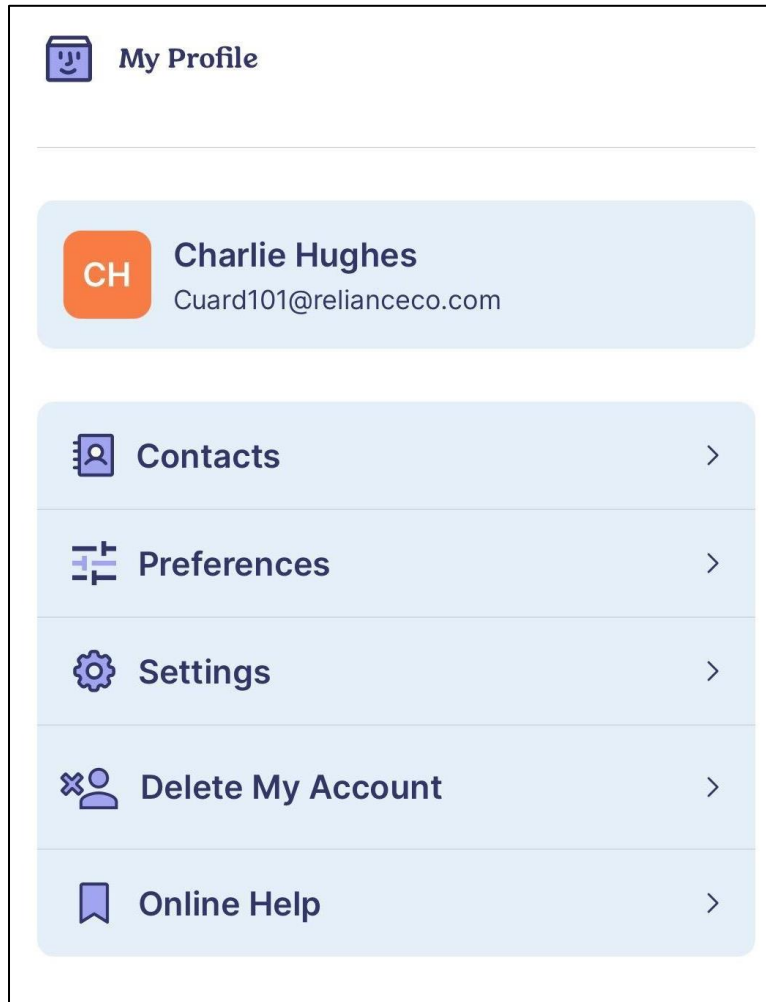 My Profile
CH
Charlie Hughes
Cuard101@relianceco.com
Contacts
Preferences
Settings
Delete My Account
Online Help